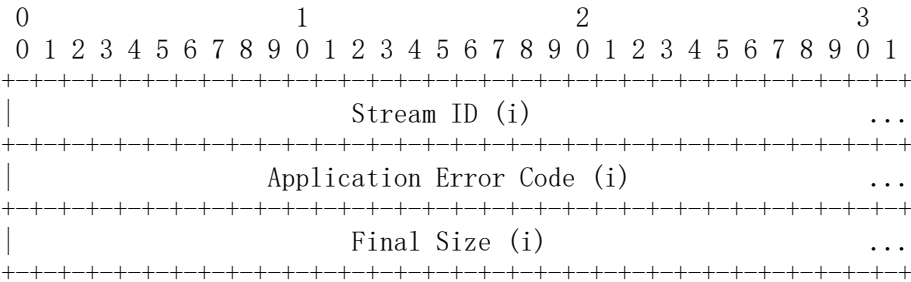 0                   1                   2                   3
0 1 2 3 4 5 6 7 8 9 0 1 2 3 4 5 6 7 8 9 0 1 2 3 4 5 6 7 8 9 0 1
+-+-+-+-+-+-+-+-+-+-+-+-+-+-+-+-+-+-+-+-+-+-+-+-+-+-+-+-+-+-+-+-+
|                        Stream ID (i)                        ...
+-+-+-+-+-+-+-+-+-+-+-+-+-+-+-+-+-+-+-+-+-+-+-+-+-+-+-+-+-+-+-+-+
|                  Application Error Code (i)                 ...
+-+-+-+-+-+-+-+-+-+-+-+-+-+-+-+-+-+-+-+-+-+-+-+-+-+-+-+-+-+-+-+-+
|                        Final Size (i)                       ...
+-+-+-+-+-+-+-+-+-+-+-+-+-+-+-+-+-+-+-+-+-+-+-+-+-+-+-+-+-+-+-+-+